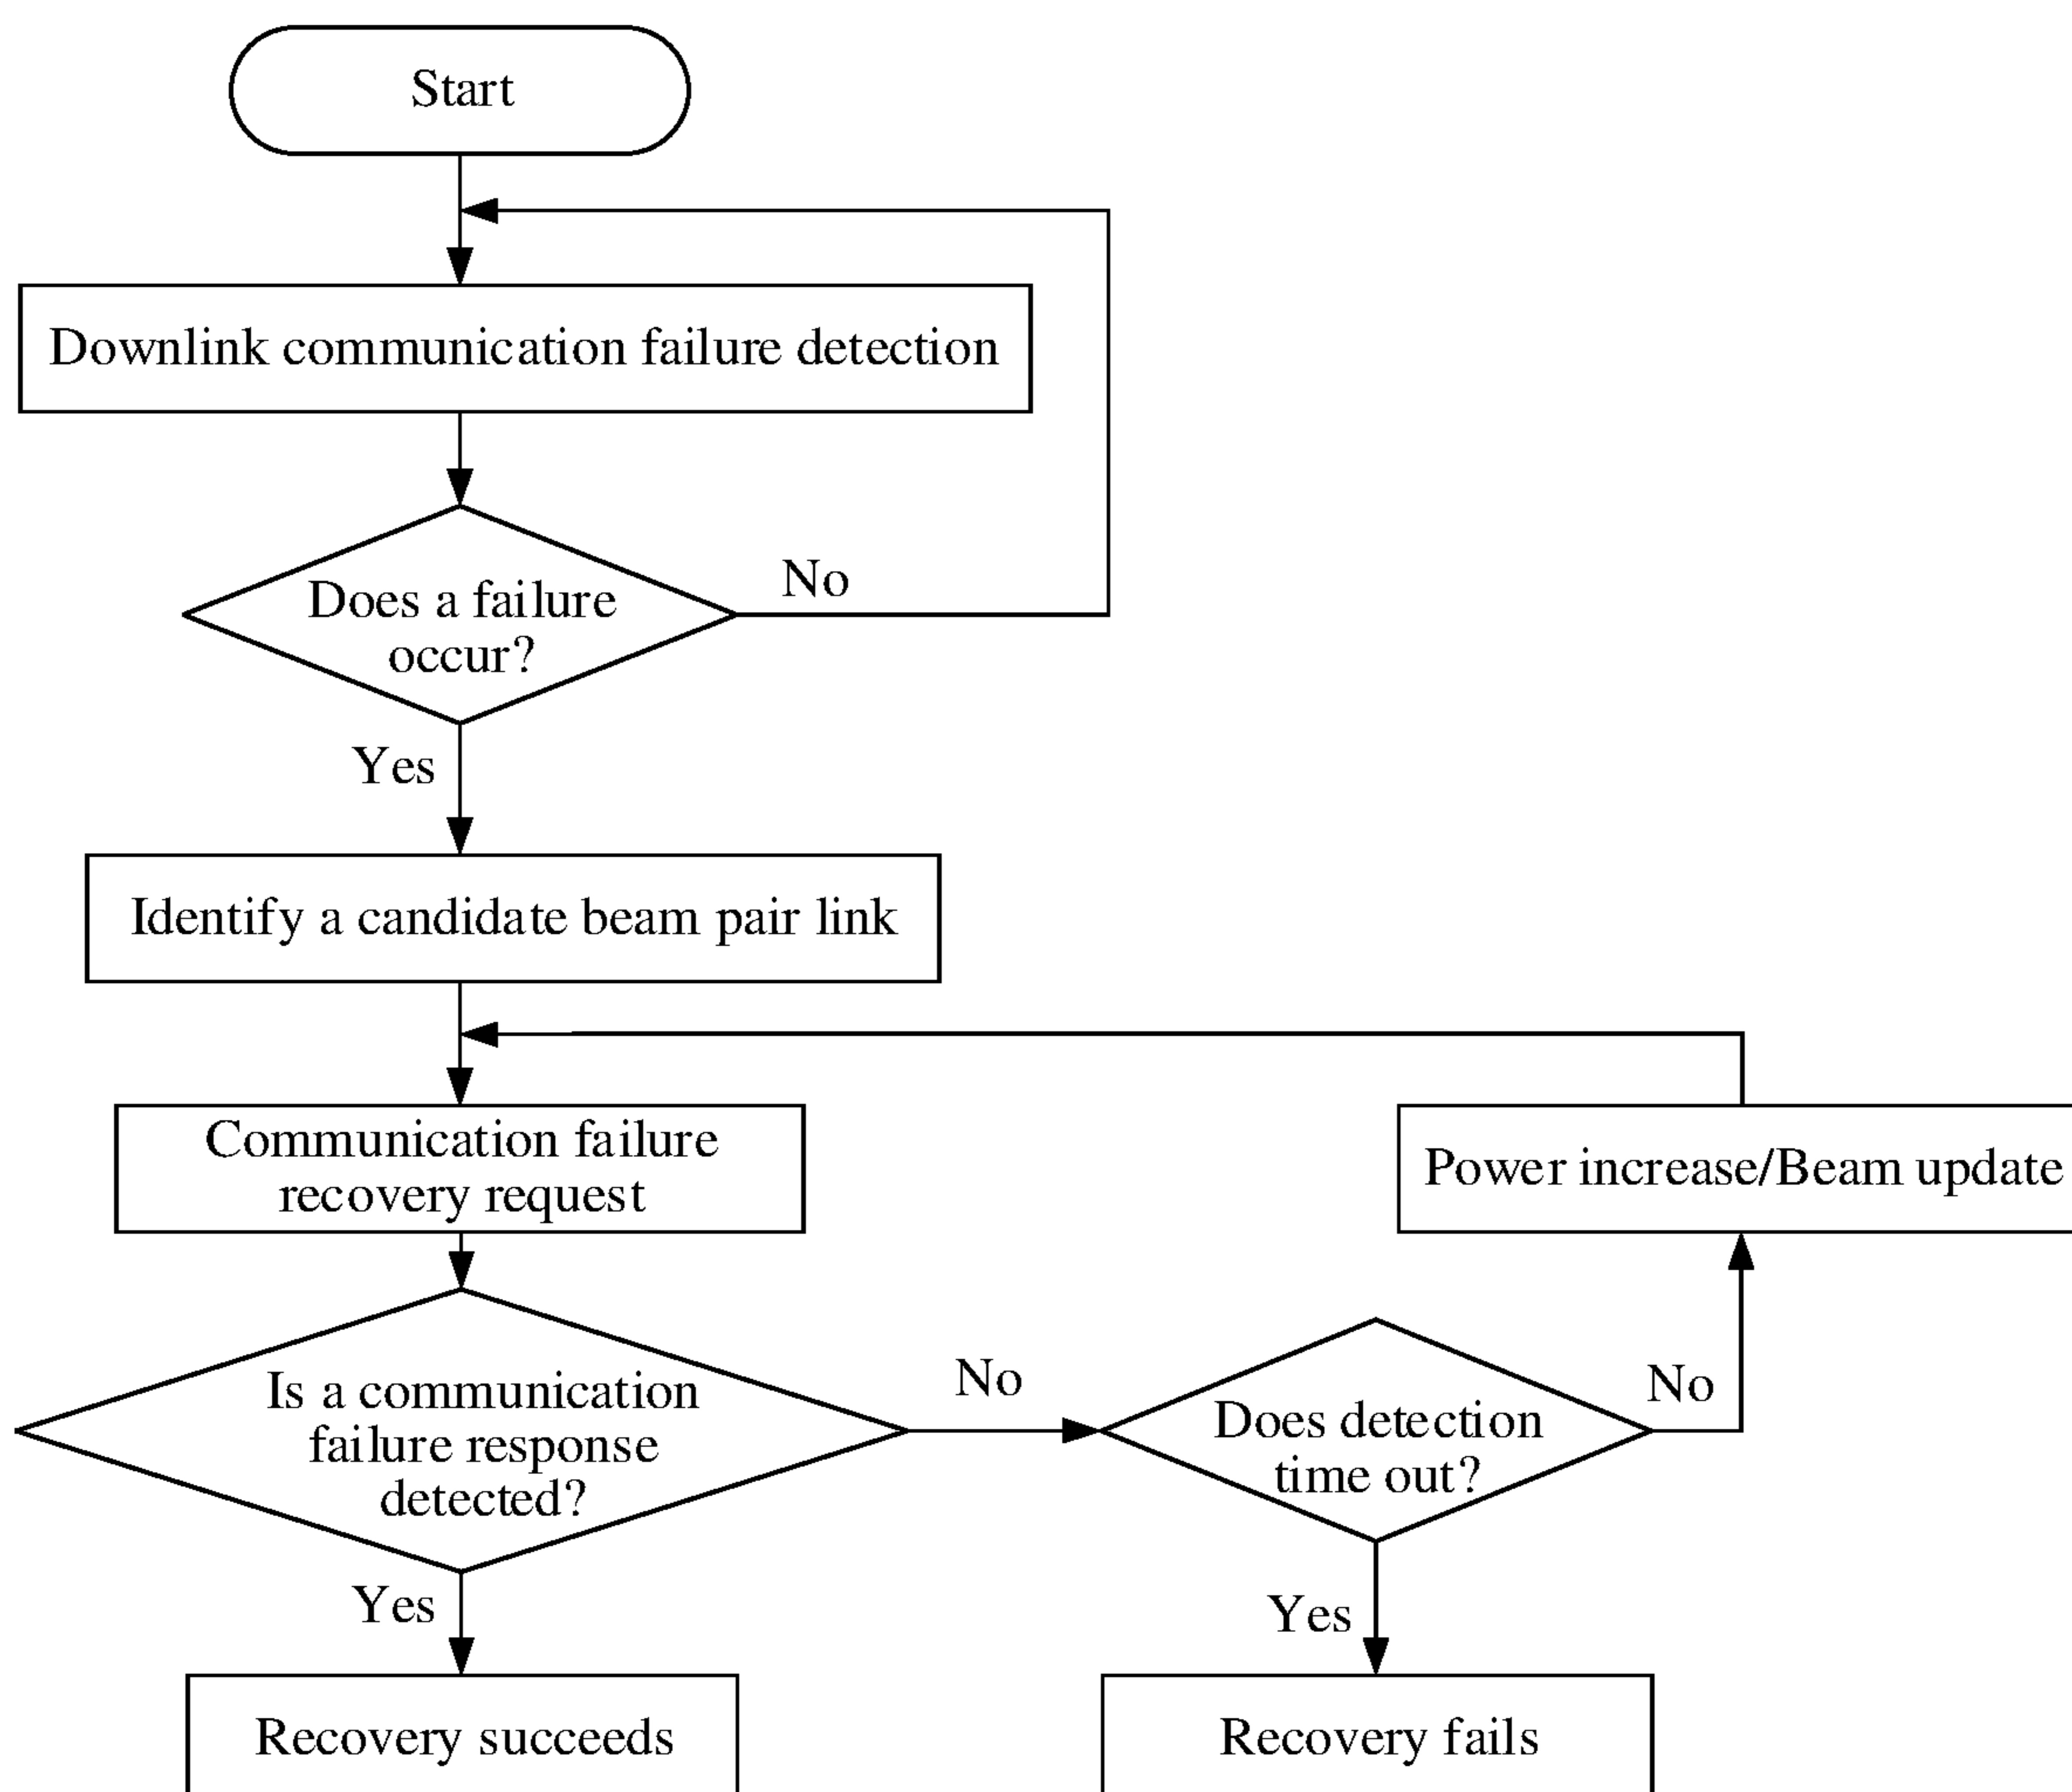 Start
Downlink communication failure detection
Does a failure
occur?
No
Yes
Identify a candidate beam pair link
Communication failure
recovery request
Power increase/Beam update
Is a communication
failure response
detected?
No
Does detection
time out?
No
Yes
Yes
Recovery succeeds
Recovery fails